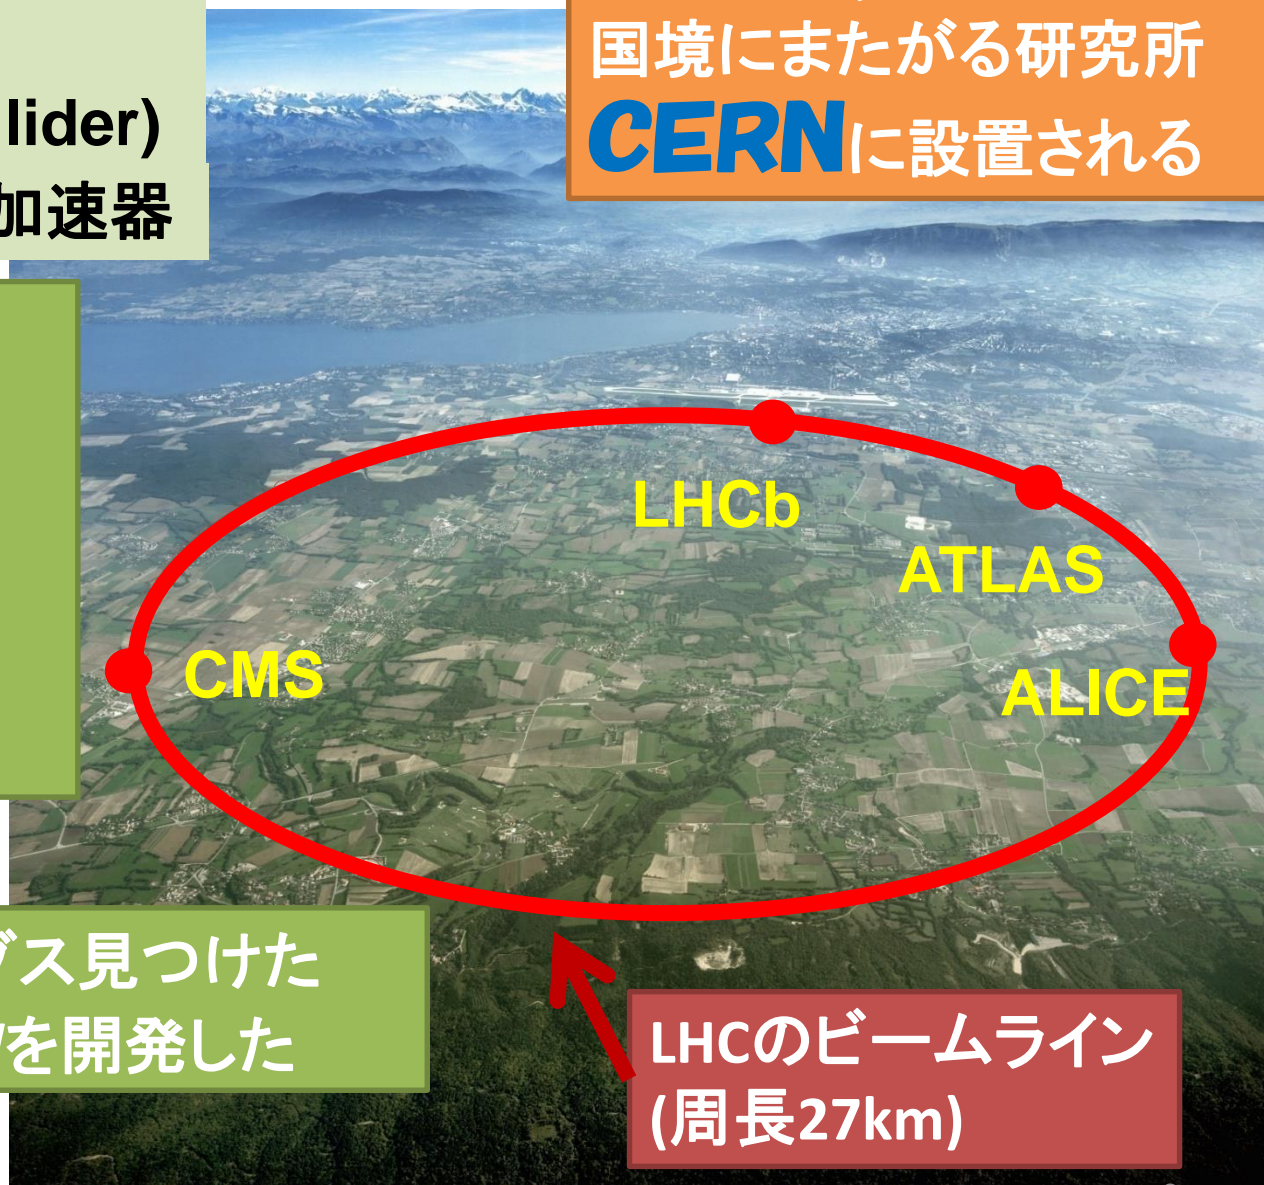 lider)
加速器
国境にまたがる研究所
CERNに設置される
LHCb
ATLAS
CMS
ALICE
ブス見つけた
を開発した
LHCのビームライン
(周長27km)